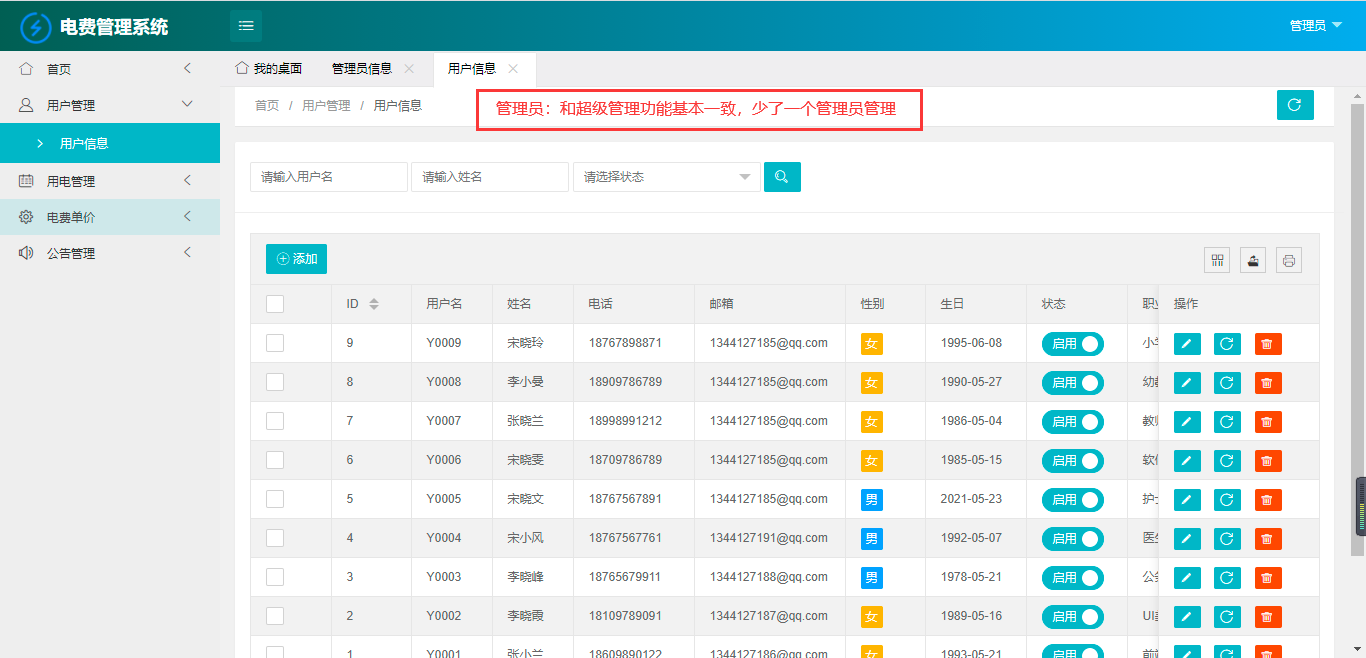 电费管理系统
管理员
首页
用户管理
用户信息
用电管理
电费单价
公告管理
我的桌面 管理员信息 用户信息
首页 / 用户管理 / 用户信息
管理员：和超级管理功能基本一致，少了一个管理员管理
请输入用户名 请输入姓名 请选择状态
添加
ID 用户名 姓名 电话 邮箱 性别 生日 状态 职业 操作
9 Y0009 宋晓玲 18767898871 1344127185@qq.com 女 1995-06-08 启用 小学
8 Y0008 李小曼 18909786789 1344127185@qq.com 女 1990-05-27 启用 幼教
7 Y0007 张晓兰 18998991212 1344127185@qq.com 女 1986-05-04 启用 教师
6 Y0006 宋晓雯 18709786789 1344127185@qq.com 女 1985-05-15 启用 软件
5 Y0005 宋晓文 18767567891 1344127185@qq.com 男 2021-05-23 启用 护士
4 Y0004 宋小风 18767567761 1344127191@qq.com 男 1992-05-07 启用 医生
3 Y0003 李晓峰 18765679911 1344127188@qq.com 男 1978-05-21 启用 公务
2 Y0002 李晓霞 18109789091 1344127187@qq.com 女 1989-05-16 启用 UI
1 Y0001 张小兰 18609890122 1344127186@qq.com 女 1993-05-21 启用 前端